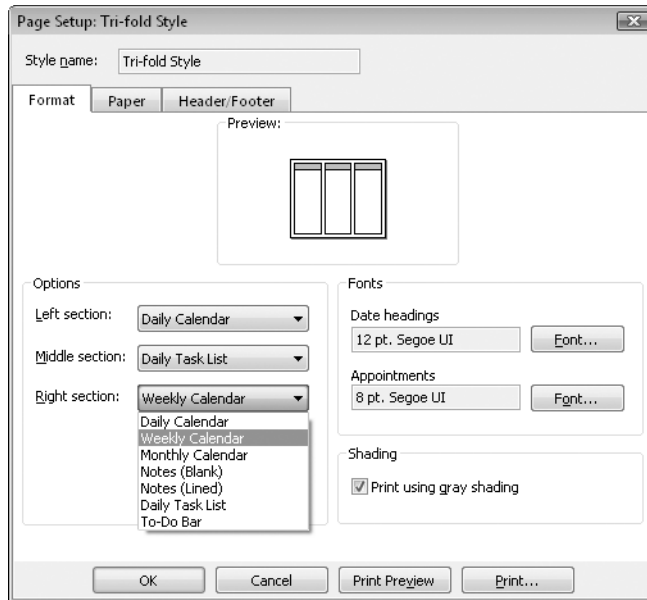 Page Setup: Tri-fold Style
Style name: Tri-fold Style
Format Paper Header/Footer
Preview:
Options
Left section: Daily Calendar
Middle section: Daily Task List
Right section: Weekly Calendar
Daily Calendar
Weekly Calendar
Monthly Calendar
Notes (Blank)
Notes (Lined)
Daily Task List
To-Do Bar
Fonts
Date headings
12 pt. Segoe UI Font...
Appointments
8 pt. Segoe UI Font...
Shading
Print using gray shading
OK Cancel Print Preview Print...